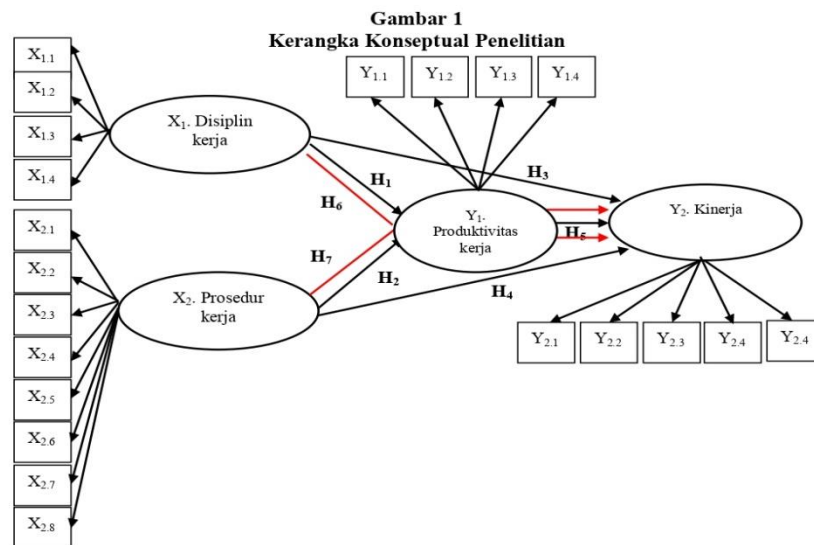 Gambar 1
Kerangka Konseptual Penelitian
X1.1
X1.2
X1.3
X1.4
X1. Disiplin
kerja
Y1.1
Y1.2
Y1.3
Y1.4
H3
H1
H6
Y1.
Produktivitas
kerja
H5
Y2. Kinerja
X2.1
X2.2
X2.3
X2.4
X2.5
X2.6
X2.7
X2.8
X2. Prosedur
kerja
H7
H2
H4
Y2.1
Y2.2
Y2.3
Y2.4
Y2.4